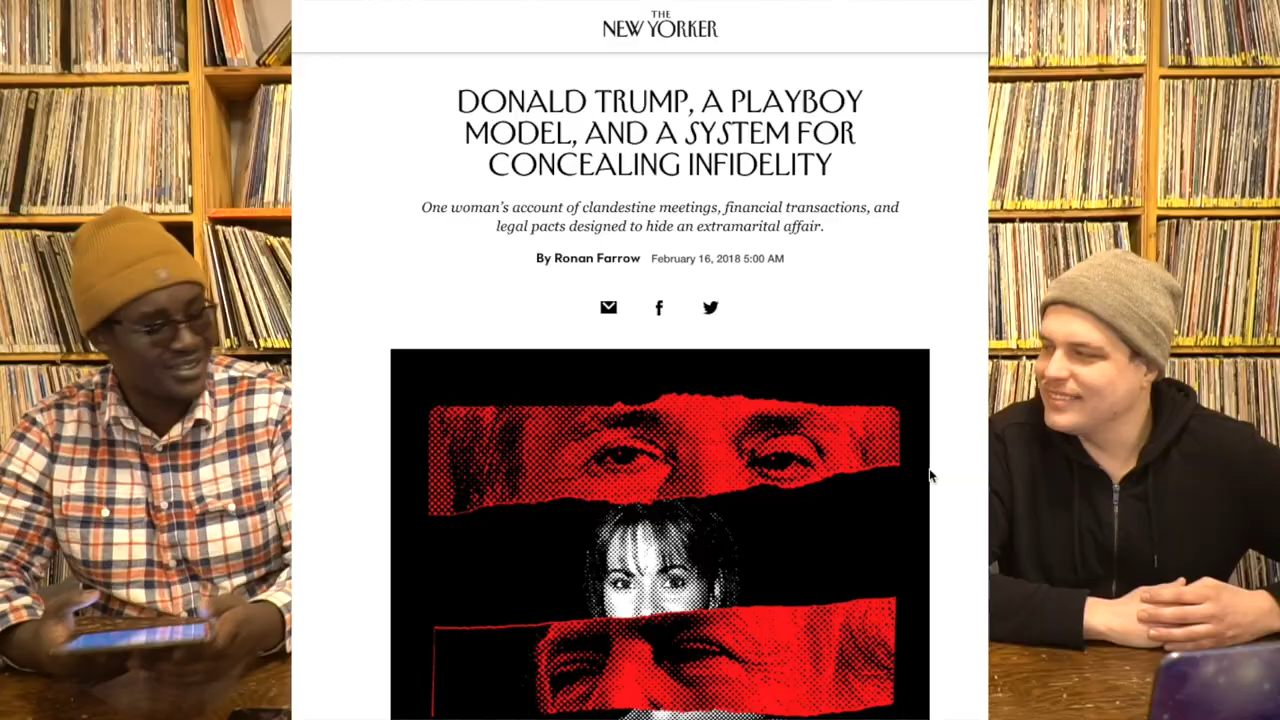 THE
NEW YORKER
DONALD TRUMP, A PLAYBOY
MODEL, AND A SYSTEM FOR
CONCEALING INFIDELITY
One woman's account of clandestine meetings, financial transactions, and
legal pacts designed to hide an extramarital affair.
By Ronan Farrow February 16, 2018 5:00 AM